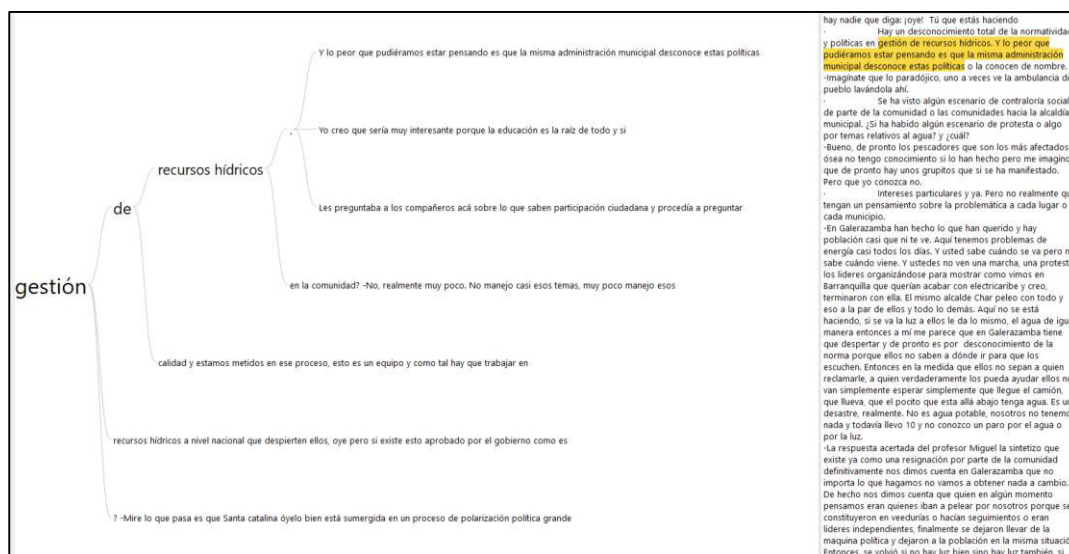 Y lo peor que pudiéramos estar pensando es que la misma administración municipal desconoce estas políticas
.
Yo creo que sería muy interesante porque la educación es la raíz de todo y si
recursos hídricos
Les preguntaba a los compañeros acá sobre lo que saben participación ciudadana y procedía a preguntar
de
en la comunidad? -No, realmente muy poco. No manejo casi esos temas, muy poco manejo esos
gestión
calidad y estamos metidos en ese proceso, esto es un equipo y como tal hay que trabajar en
recursos hídricos a nivel nacional que despierten ellos, oye pero si existe esto aprobado por el gobierno como es
? -Mire lo que pasa es que Santa catalina óyelo bien está sumergida en un proceso de polarización política grande
hay nadie que diga: ¡oye! Tú que estás haciendo
· Hay un desconocimiento total de la normatividad
y políticas en gestión de recursos hídricos. Y lo peor que
pudiéramos estar pensando es que la misma administración
municipal desconoce estas políticas o la conocen de nombre.
-Imagínate que lo paradójico, uno a veces ve la ambulancia de
pueblo lavándola ahí.
· Se ha visto algún escenario de contraloría social
de parte de la comunidad o las comunidades hacia la alcaldía
municipal. ¿Si ha habido algún escenario de protesta o algo
por temas relativos al agua? y ¿cuál?
-Bueno, de pronto los pescadores que son los más afectados
ósea no tengo conocimiento si lo han hecho pero me imagino
que de pronto hay unos grupitos que si se ha manifestado.
Pero que yo conozca no.
· Intereses particulares y ya. Pero no realmente qu
tengan un pensamiento sobre la problemática a cada lugar o
cada municipio.
-En Galerazamba han hecho lo que han querido y hay
población casi que ni te ve. Aquí tenemos problemas de
energía casi todos los días. Y usted sabe cuándo se va pero n
sabe cuándo viene. Y ustedes no ven una marcha, una protest
los lideres organizándose para mostrar como vimos en
Barranquilla que querían acabar con electricaribe y creo,
terminaron con ella. El mismo alcalde Char peleo con todo y
eso a la par de ellos y todo lo demás. Aquí no se está
haciendo, si se va la luz a ellos le da lo mismo, el agua de igu
manera entonces a mí me parece que en Galerazamba tiene
que despertar y de pronto es por desconocimiento de la
norma porque ellos no saben a dónde ir para que los
escuchen. Entonces en la medida que ellos no sepan a quien
reclamarle, a quien verdaderamente los pueda ayudar ellos no
van simplemente esperar simplemente que llegue el camión,
que llueva, que el pocito que esta allá abajo tenga agua. Es un
desastre, realmente. No es agua potable, nosotros no tenemo
nada y todavía llevo 10 y no conozco un paro por el agua o
por la luz.
-La respuesta acertada del profesor Miguel la sintetizo que
existe ya como una resignación por parte de la comunidad
definitivamente nos dimos cuenta en Galerazamba que no
importa lo que hagamos no vamos a obtener nada a cambio.
De hecho nos dimos cuenta que quien en algún momento
pensamos eran quienes iban a pelear por nosotros porque se
constituyeron en veedurías o hacían seguimientos o eran
líderes independientes, finalmente se dejaron llevar de la
maquina política y dejaron a la población en la misma situació
Entonces, se volvió si no hay luz bien sino hay luz también, si